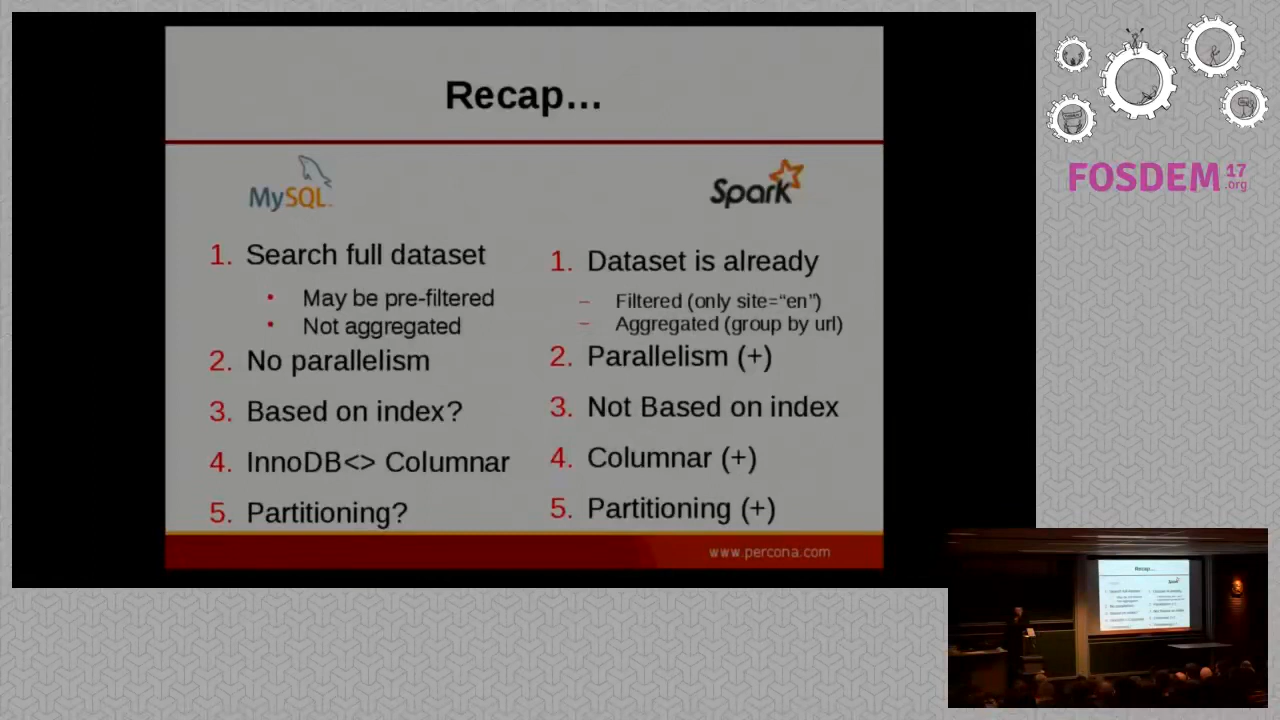 Recap...
MySQL
1. Search full dataset
• May be pre-filtered
• Not aggregated
2. No parallelism
3. Based on index?
4. InnoDB<> Columnar
5. Partitioning?
Spark
1. Dataset is already
– Filtered (only site=“en”)
– Aggregated (group by url)
2. Parallelism (+)
3. Not Based on index
4. Columnar (+)
5. Partitioning (+)
www.percona.com
FOSDEM 17 .org
Recap...